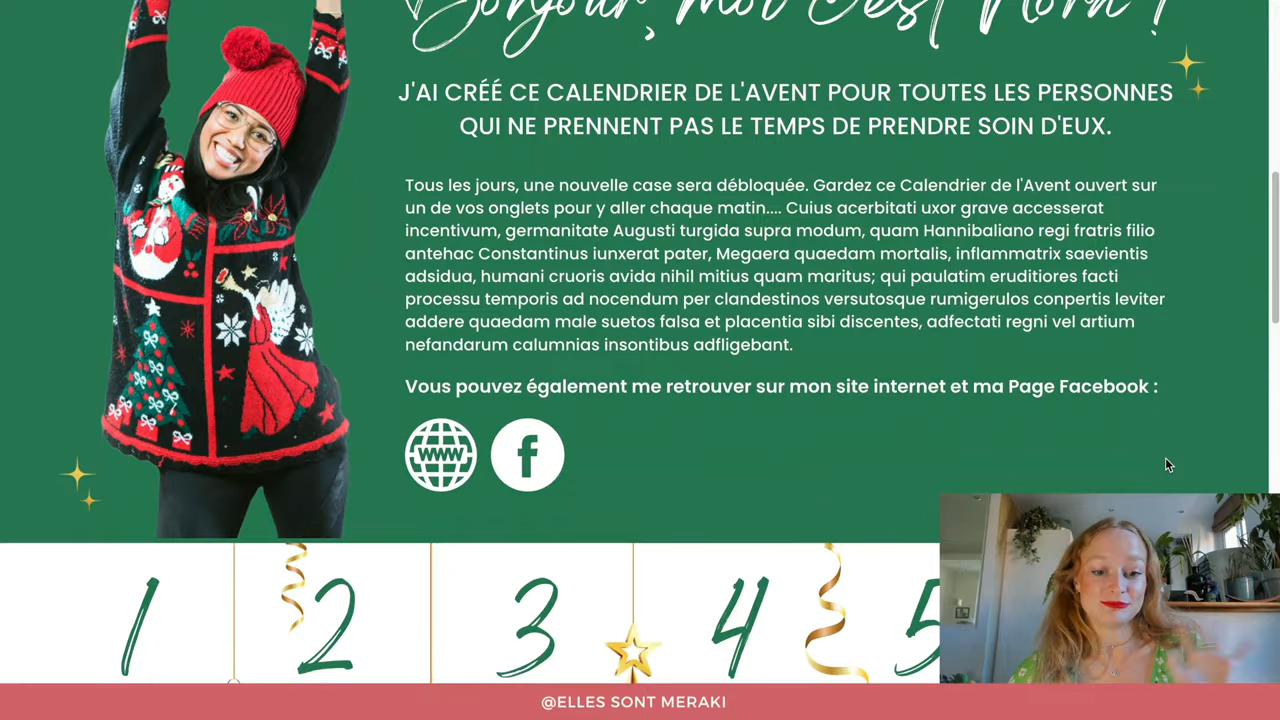 Bonjour, moi c'est Nora !
J'AI CRÉÉ CE CALENDRIER DE L'AVENT POUR TOUTES LES PERSONNES
QUI NE PRENNENT PAS LE TEMPS DE PRENDRE SOIN D'EUX.
Tous les jours, une nouvelle case sera débloquée. Gardez ce Calendrier de l'Avent ouvert sur
un de vos onglets pour y aller chaque matin.... Cuius acerbitati uxor grave accesserat
incentivum, germanitate Augusti turgida supra modum, quam Hannibaliano regi fratris filio
antehac Constantinus iunxerat pater, Megaera quaedam mortalis, inflammatrix saevientis
adsidua, humani cruoris avida nihil mitius quam maritus; qui paulatim eruditiores facti
processu temporis ad nocendum per clandestinos versutosque rumigerulos conpertis leviter
addere quaedam male suetos falsa et placentia sibi discentes, adfectati regni vel artium
nefandarum calumnias insontibus adfligebant.
Vous pouvez également me retrouver sur mon site internet et ma Page Facebook :
WWW f
1 2 3 4 5
@ELLES SONT MERAKI